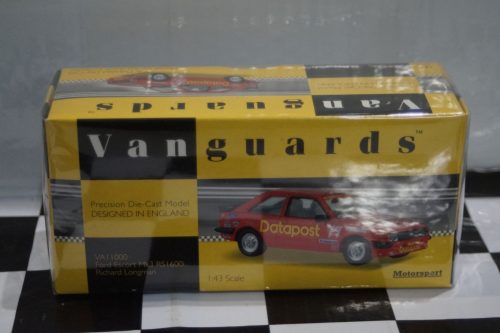 Vanguards
Vanguards™
Precision Die-Cast Model
DESIGNED IN ENGLAND
Datapost
VA11000
Ford Escort Mk3 RS1600i
Richard Longman
1:43 Scale
Motorsport